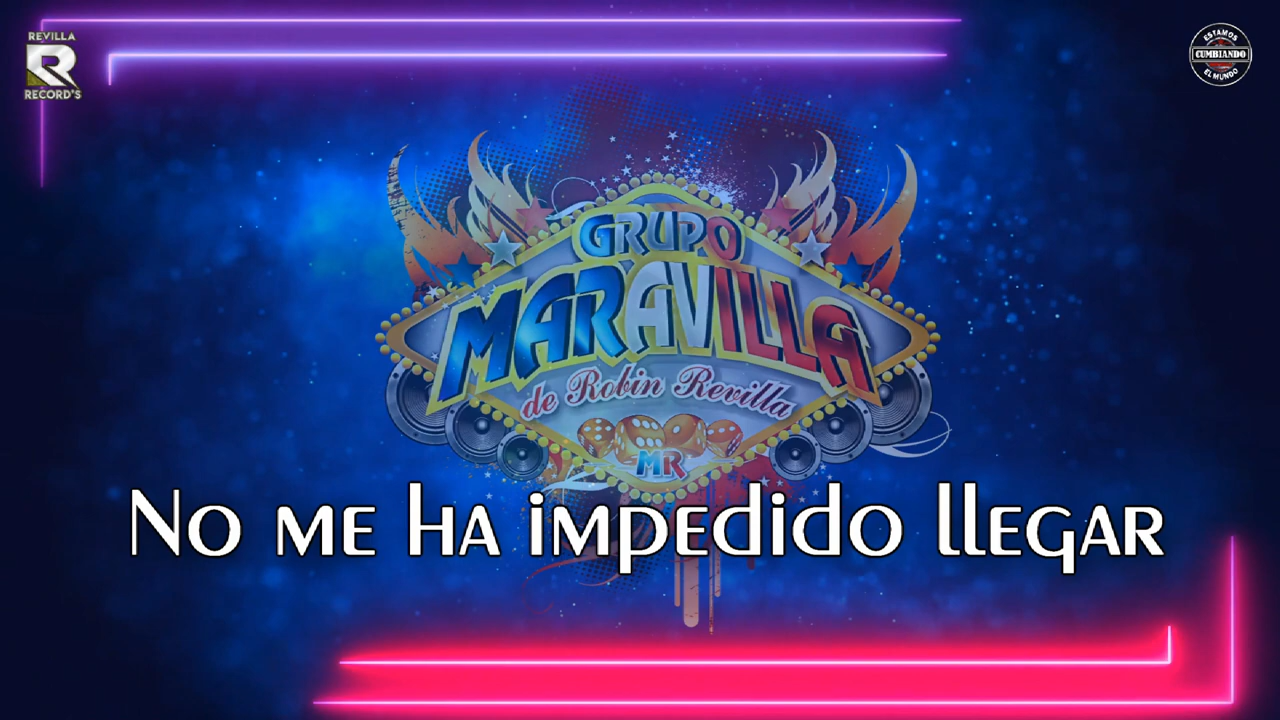 REVILLA
R
RECORD'S
ESTAMOS
CUMBIANDO
EL MUNDO
GRUPO
MARAVILLA
de Robin Revilla
MR
No me ha impedido llegar